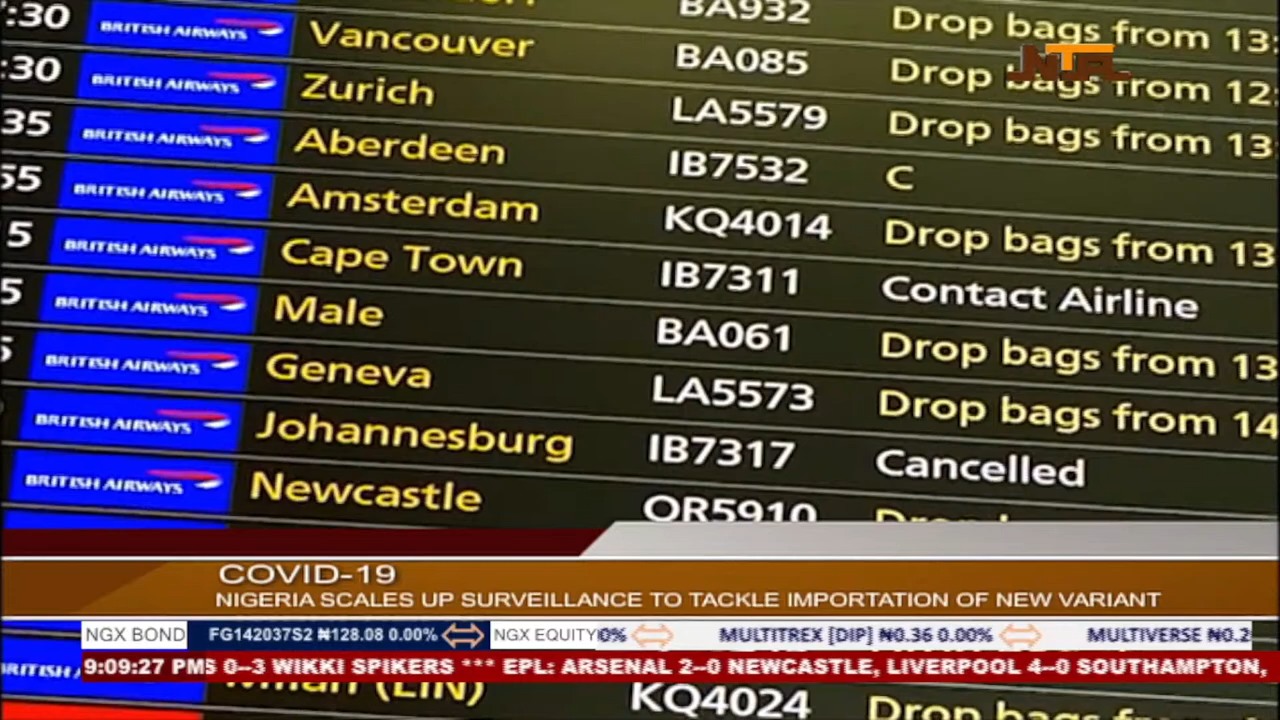 BA932 Drop bags from 13:
:30 BRITISH AIRWAYS Vancouver BA085 Drop bags from 12:
:30 BRITISH AIRWAYS Zurich LA5579 Drop bags from 13
35 BRITISH AIRWAYS Aberdeen IB7532 C
55 BRITISH AIRWAYS Amsterdam KQ4014 Drop bags from 13
5 BRITISH AIRWAYS Cape Town IB7311 Contact Airline
5 BRITISH AIRWAYS Male BA061 Drop bags from 13
5 BRITISH AIRWAYS Geneva LA5573 Drop bags from 14
BRITISH AIRWAYS Johannesburg IB7317 Cancelled
BRITISH AIRWAYS Newcastle QR5910 Drop
COVID-19
NIGERIA SCALES UP SURVEILLANCE TO TACKLE IMPORTATION OF NEW VARIANT
NGX BOND FG142037S2 ₦128.08 0.00% NGX EQUITY 0% MULTITREX [DIP] ₦0.36 0.00% MULTIVERSE ₦0.2
9:09:27 PM S 0--3 WIKKI SPIKERS *** EPL: ARSENAL 2--0 NEWCASTLE, LIVERPOOL 4--0 SOUTHAMPTON,
(LIN) KQ4024 Drop bags from